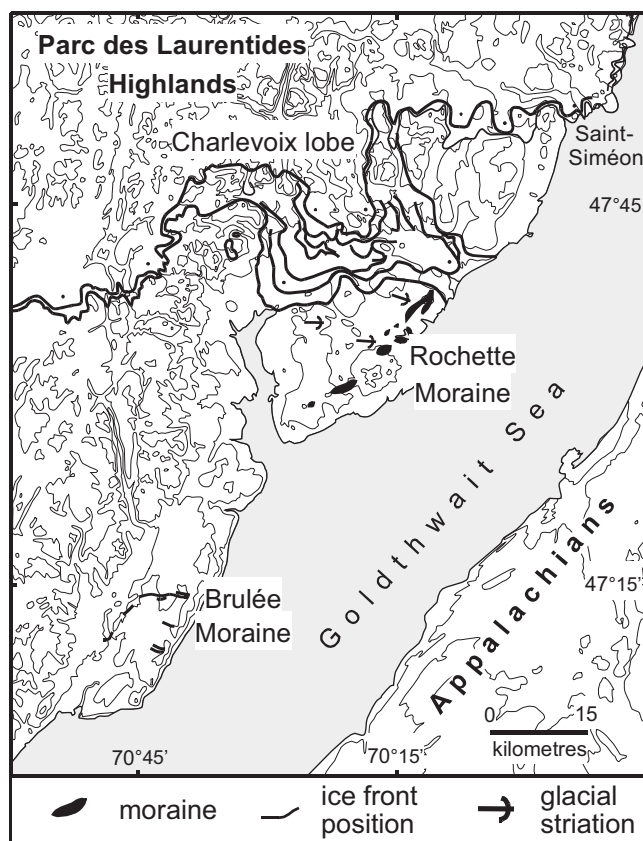 Parc des Laurentides
Highlands
Charlevoix lobe
Saint-
Siméon
47°45'
Rochette
Moraine
Goldthwait Sea
Appalachians
47°15'
Brulée
Moraine
0 15
kilometres
70°45'
70°15'
moraine
ice front
position
glacial
striation